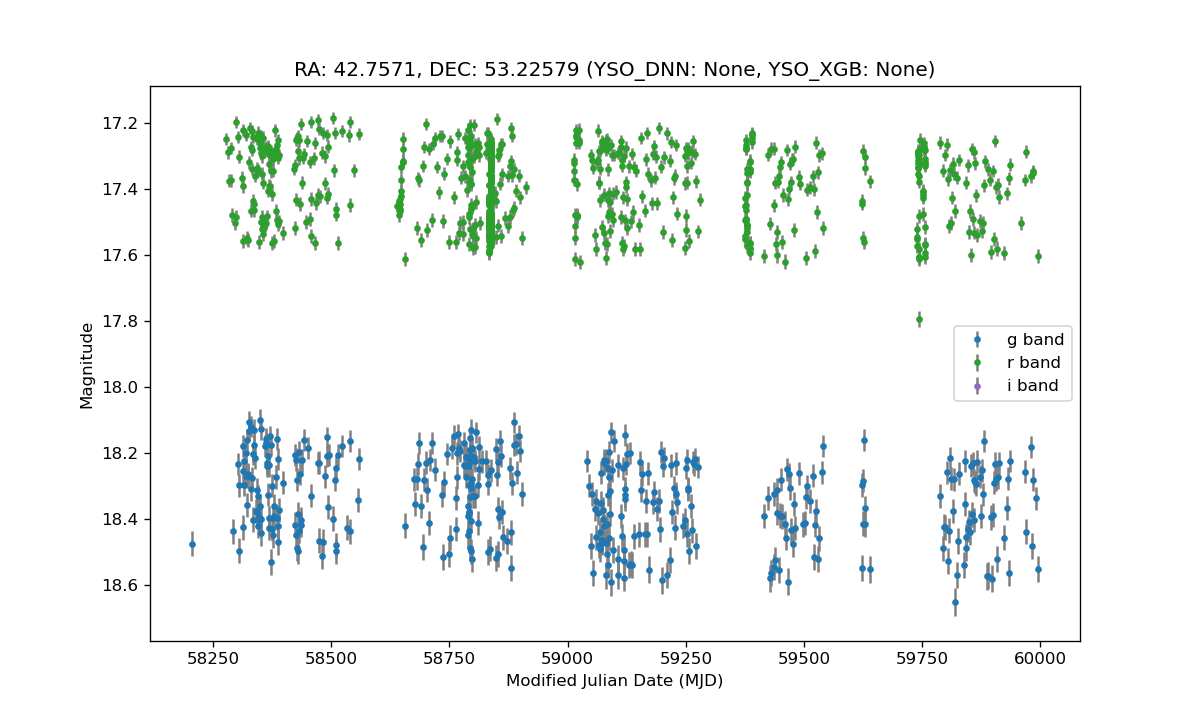 RA: 42.7571, DEC: 53.22579 (YSO_DNN: None, YSO_XGB: None)
17.2
17.4
17.6
17.8
18.0
18.2
18.4
18.6
Magnitude
g band
r band
i band
58250 58500 58750 59000 59250 59500 59750 60000
Modified Julian Date (MJD)